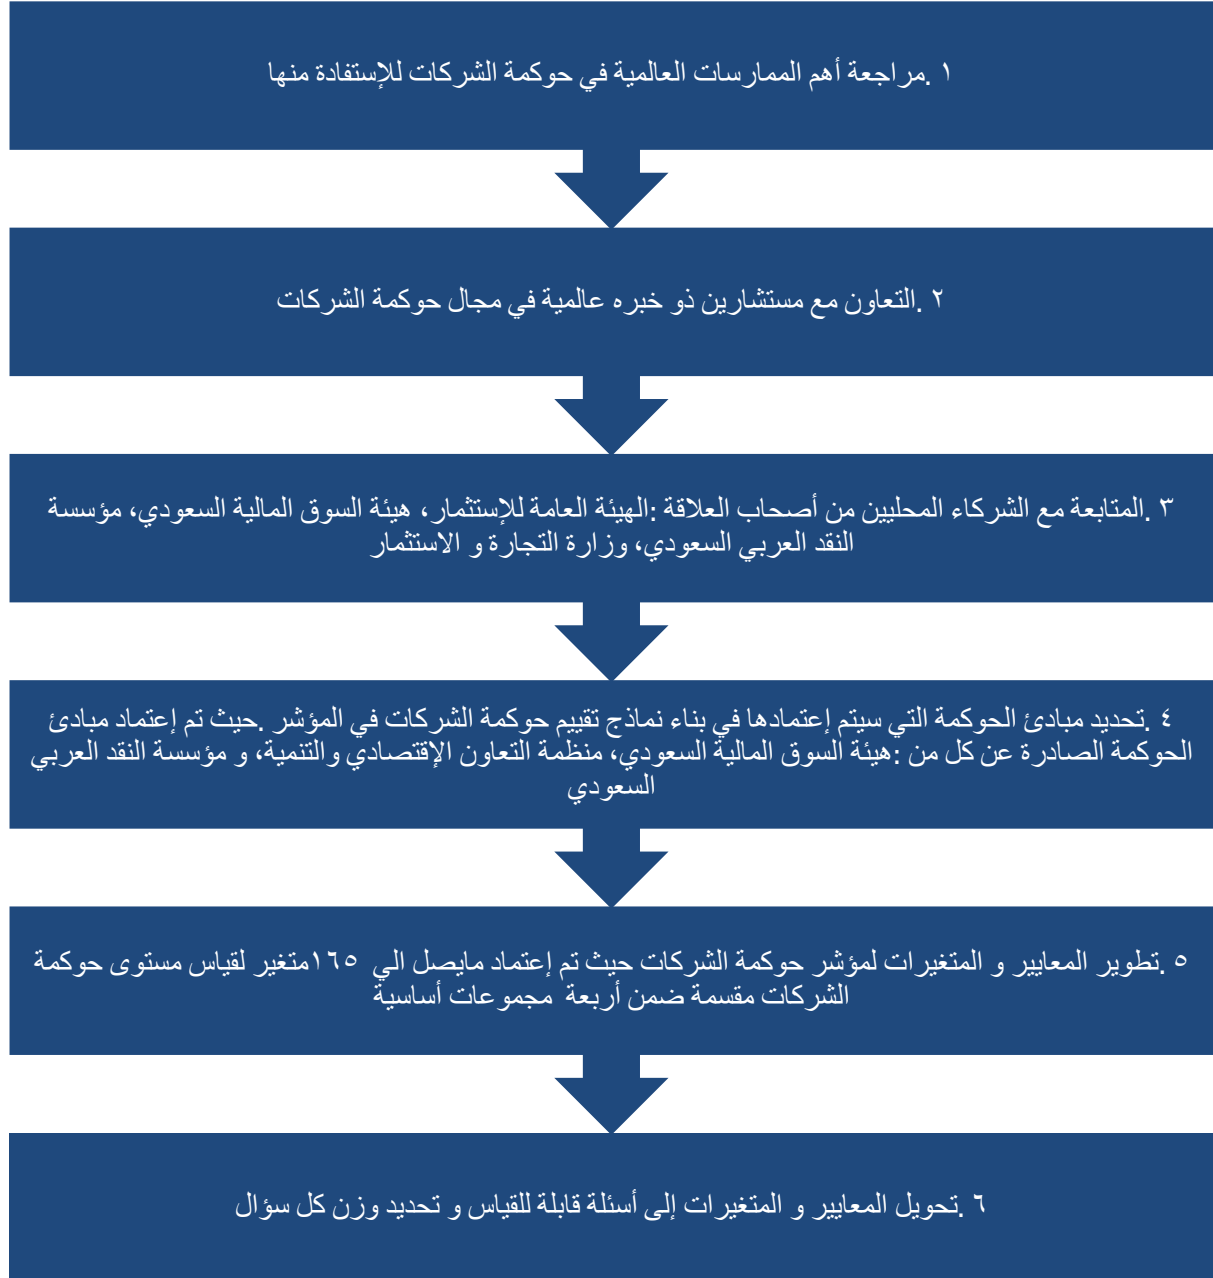 ١ .مراجعة أهم الممارسات العالمية في حوكمة الشركات للإستفادة منها
٢ .التعاون مع مستشارين ذو خبره عالمية في مجال حوكمة الشركات
٣ .المتابعة مع الشركاء المحليين من أصحاب العلاقة :الهيئة العامة للإستثمار، هيئة السوق المالية السعودي، مؤسسة
النقد العربي السعودي، وزارة التجارة و الاستثمار
٤ .تحديد مبادئ الحوكمة التي سيتم إعتمادها في بناء نماذج تقييم حوكمة الشركات في المؤشر .حيث تم إعتماد مبادئ
الحوكمة الصادرة عن كل من :هيئة السوق المالية السعودي، منظمة التعاون الإقتصادي والتنمية، و مؤسسة النقد العربي
السعودي
٥ .تطوير المعايير و المتغيرات لمؤشر حوكمة الشركات حيث تم إعتماد مايصل الي ١٦٥متغير لقياس مستوى حوكمة
الشركات مقسمة ضمن أربعة مجموعات أساسية
٦ .تحويل المعايير و المتغيرات إلى أسئلة قابلة للقياس و تحديد وزن كل سؤال